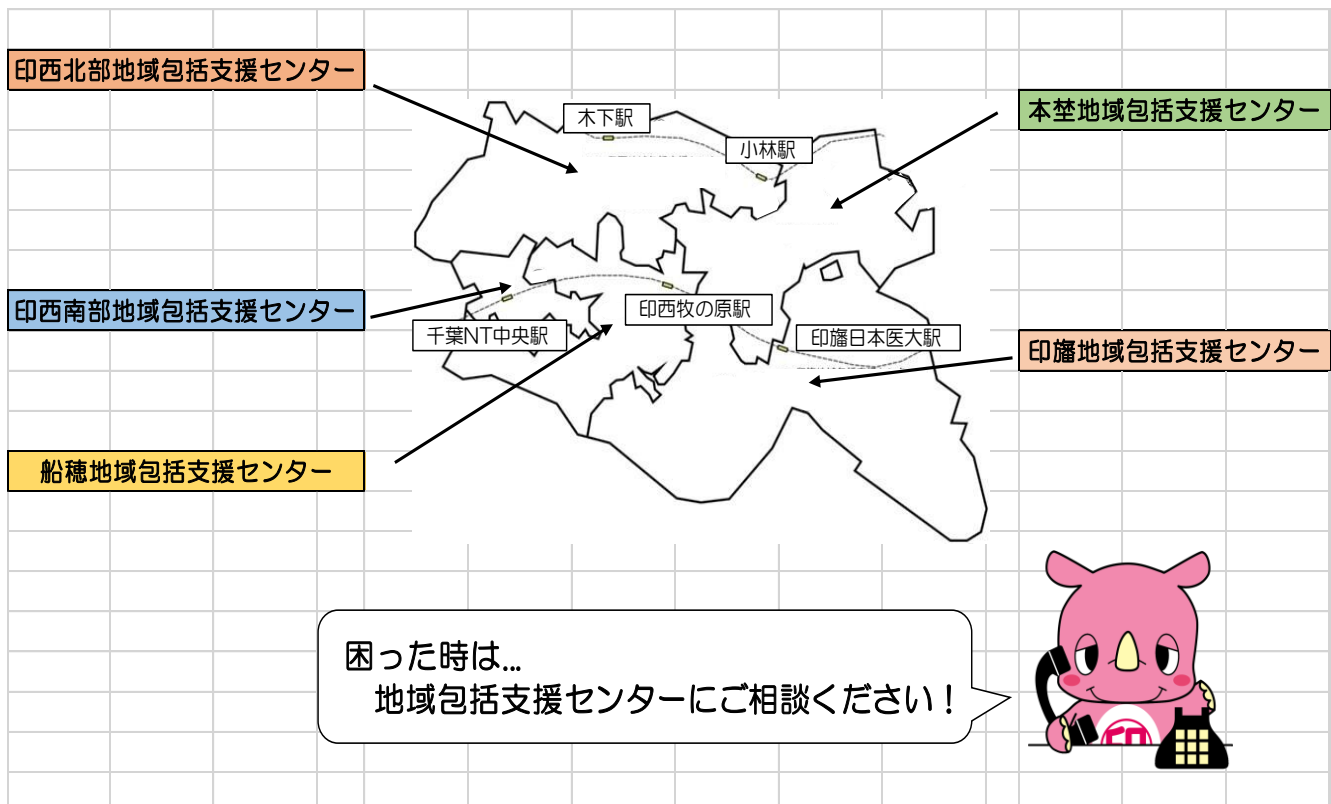 印西北部地域包括支援センター
本埜地域包括支援センター
木下駅
小林駅
印西南部地域包括支援センター
印西牧の原駅
千葉NT中央駅
印旛日本医大駅
印旛地域包括支援センター
船穂地域包括支援センター
困った時は…
地域包括支援センターにご相談ください！
印